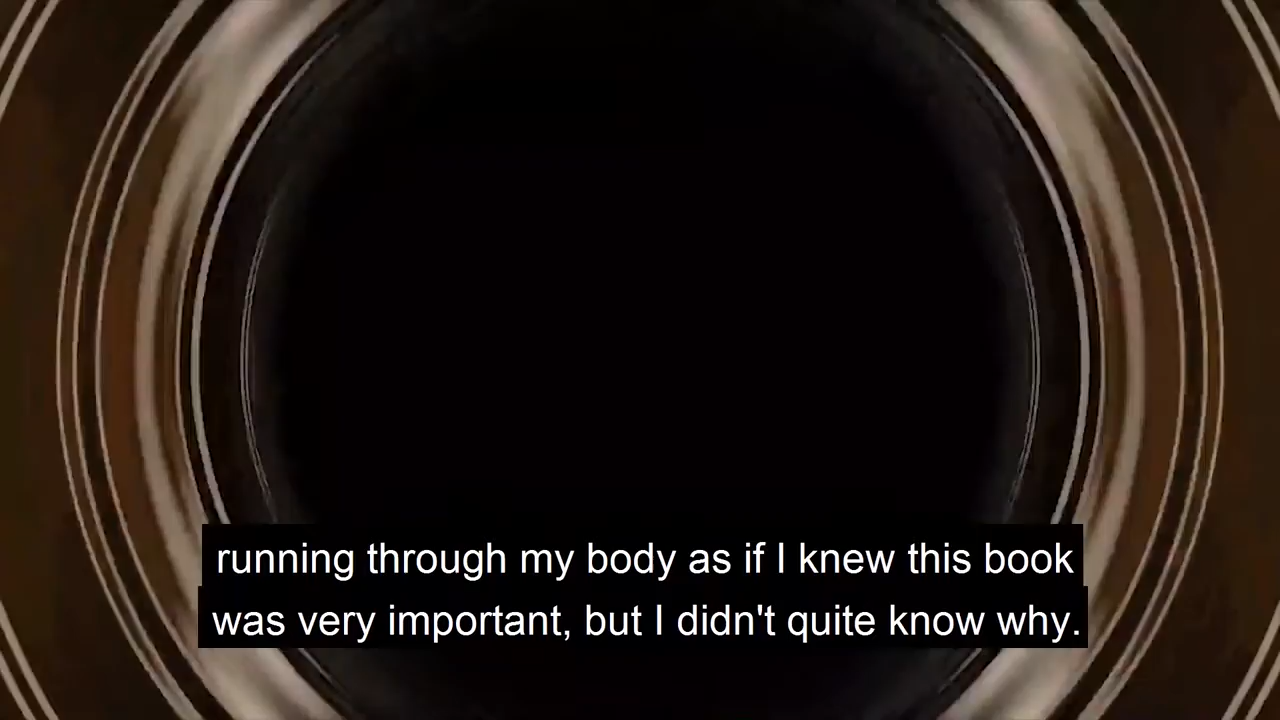 running through my body as if I knew this book
was very important, but I didn't quite know why.